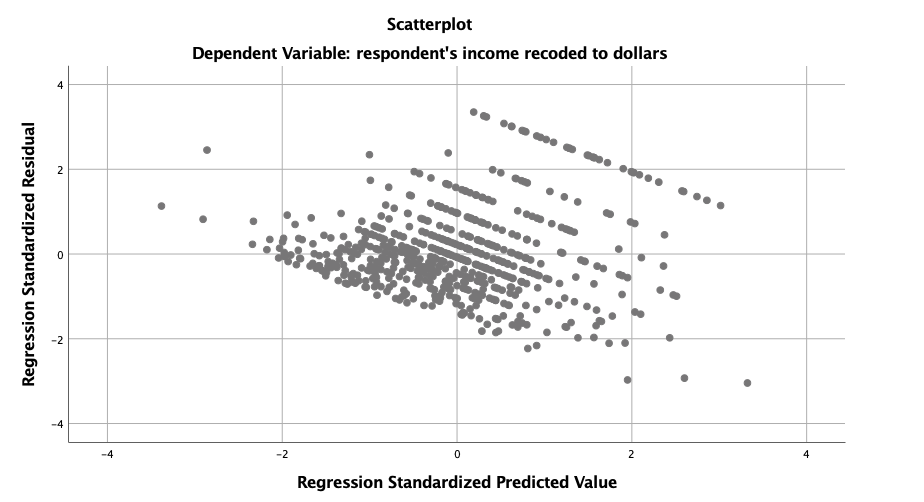 Scatterplot
Dependent Variable: respondent's income recoded to dollars
Regression Standardized Residual
4
2
0
−2
−4
−4
−2
0
2
4
Regression Standardized Predicted Value